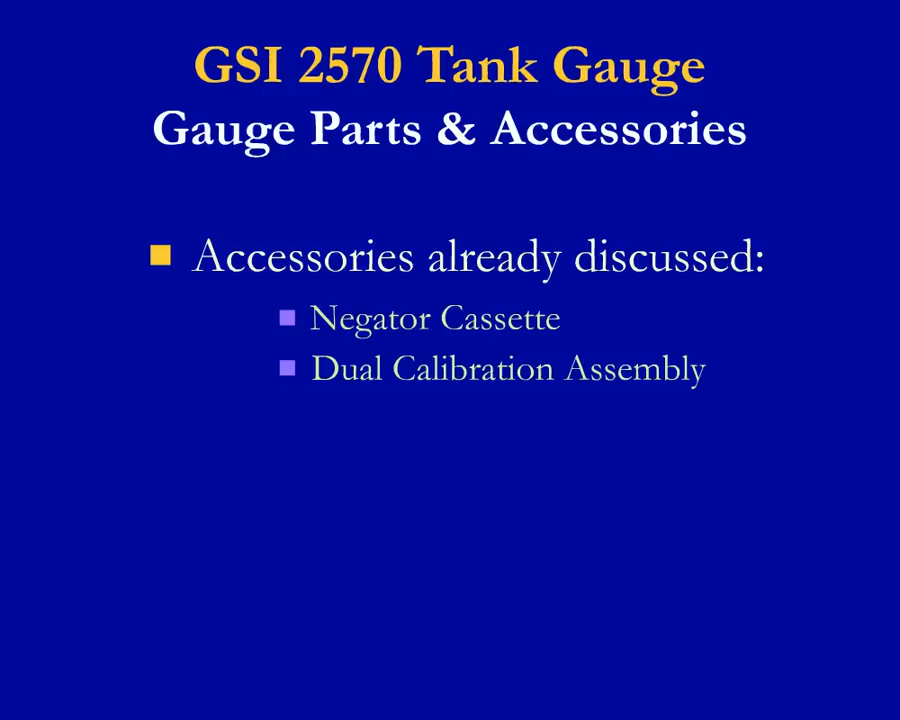 GSI 2570 Tank Gauge
Gauge Parts & Accessories
Accessories already discussed:
Negator Cassette
Dual Calibration Assembly